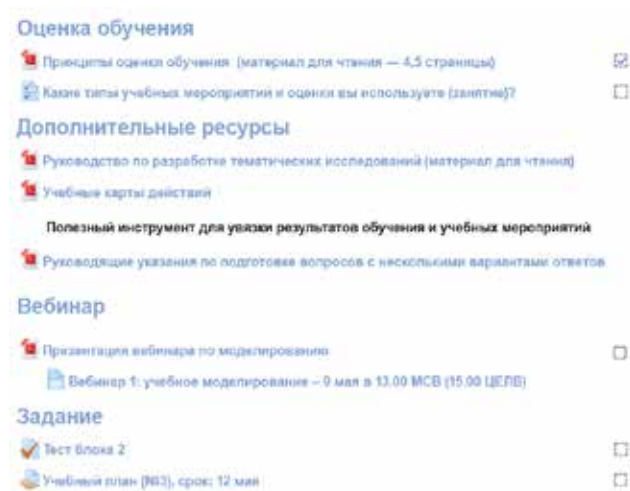 Оценка обучения
Принципы оценки обучения (материал для чтения — 4,5 страницы)
Какие типы учебных мероприятий и оценки вы используете (занятие)?
Дополнительные ресурсы
Руководство по разработке тематических исследований (материал для чтения)
Учебные карты действий
Полезный инструмент для увязки результатов обучения и учебных мероприятий
Руководящие указания по подготовке вопросов с несколькими вариантами ответов
Вебинар
Презентация вебинара по моделированию
Вебинар 1: учебное моделирование – 9 мая в 13.00 МСВ (15.00 ЦЕЛВ)
Задание
Тест блока 2
Учебный план (№3), срок: 12 мая